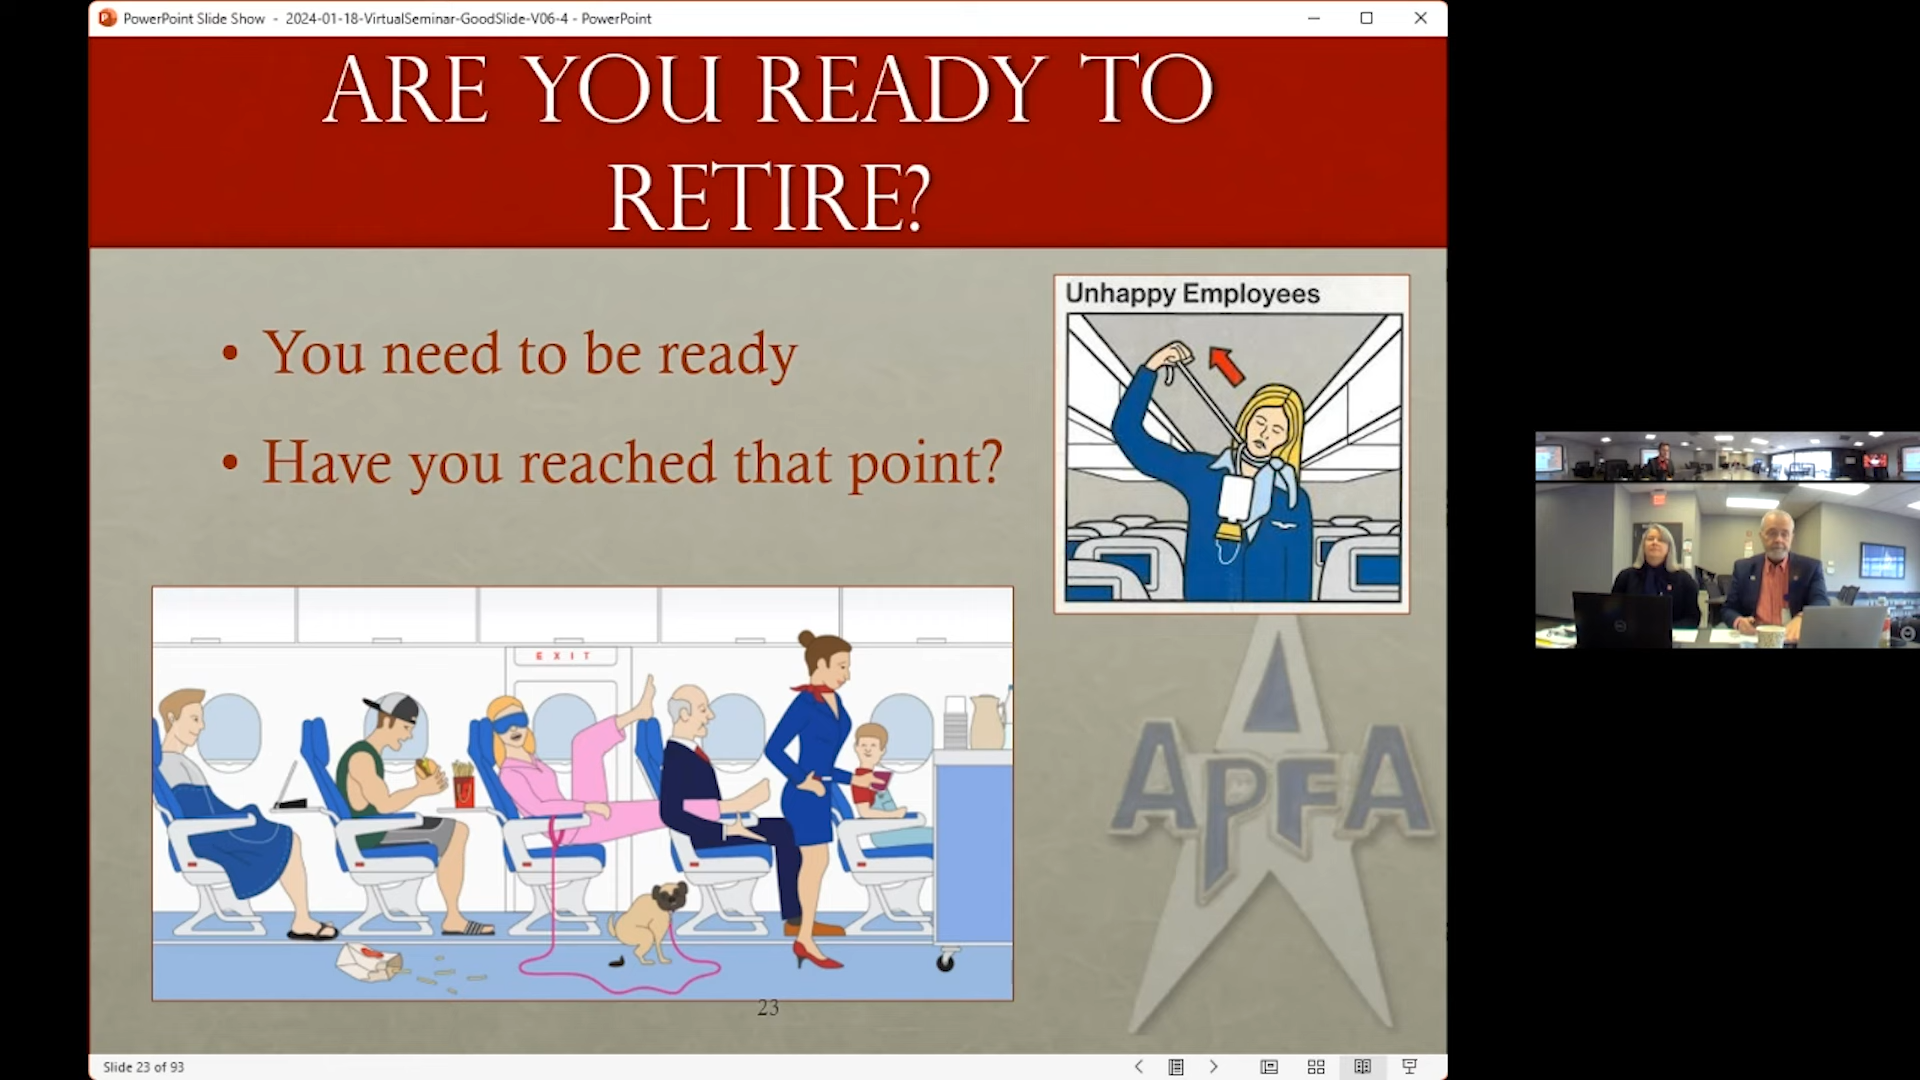 PowerPoint Slide Show - 2024-01-18-VirtualSeminar-GoodSlide-V06-4 - PowerPoint
ARE YOU READY TO
RETIRE?
• You need to be ready
• Have you reached that point?
Unhappy Employees
EXIT
APFA
23
Slide 23 of 93